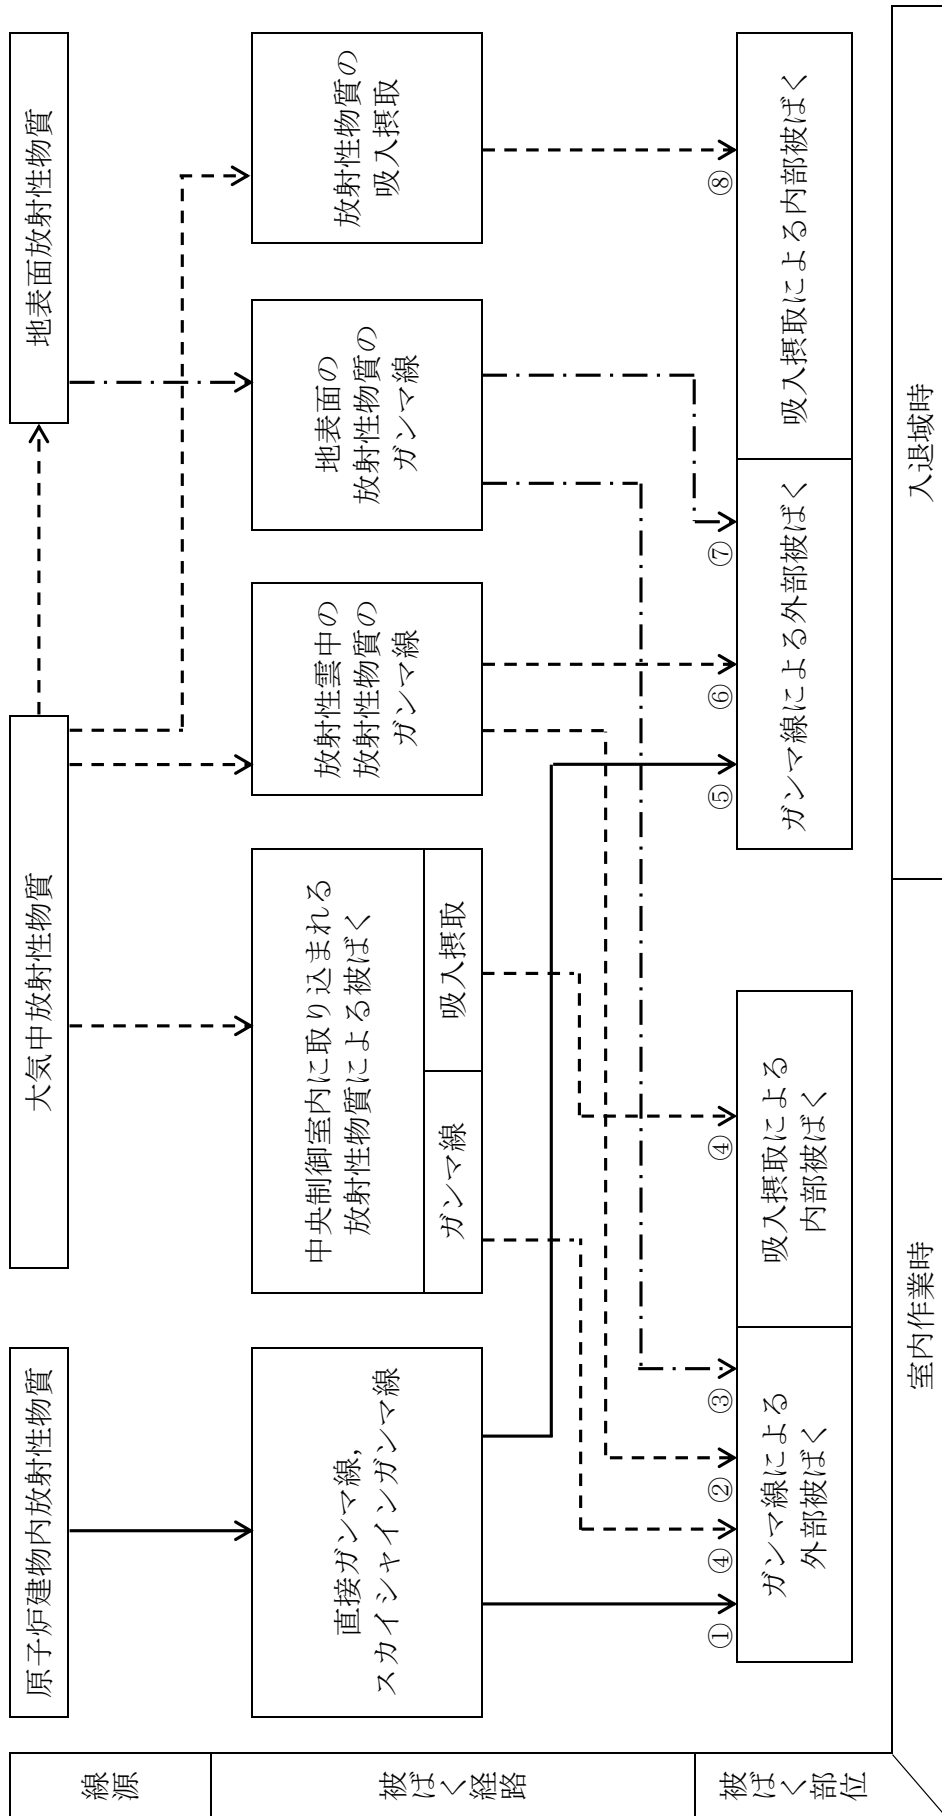 線源
原子炉建物内放射性物質
大気中放射性物質
地表面放射性物質
被ばく経路
直接ガンマ線，
スカイシャインガンマ線
中央制御室内に取り込まれる
放射性物質による被ばく
ガンマ線
吸入摂取
放射性雲中の
放射性物質の
ガンマ線
地表面の
放射性物質の
ガンマ線
放射性物質の
吸入摂取
被ばく部位
①
④
②
③
④
⑤
⑥
⑦
⑧
ガンマ線による
外部被ばく
吸入摂取による
内部被ばく
ガンマ線による外部被ばく
吸入摂取による内部被ばく
室内作業時
入退域時